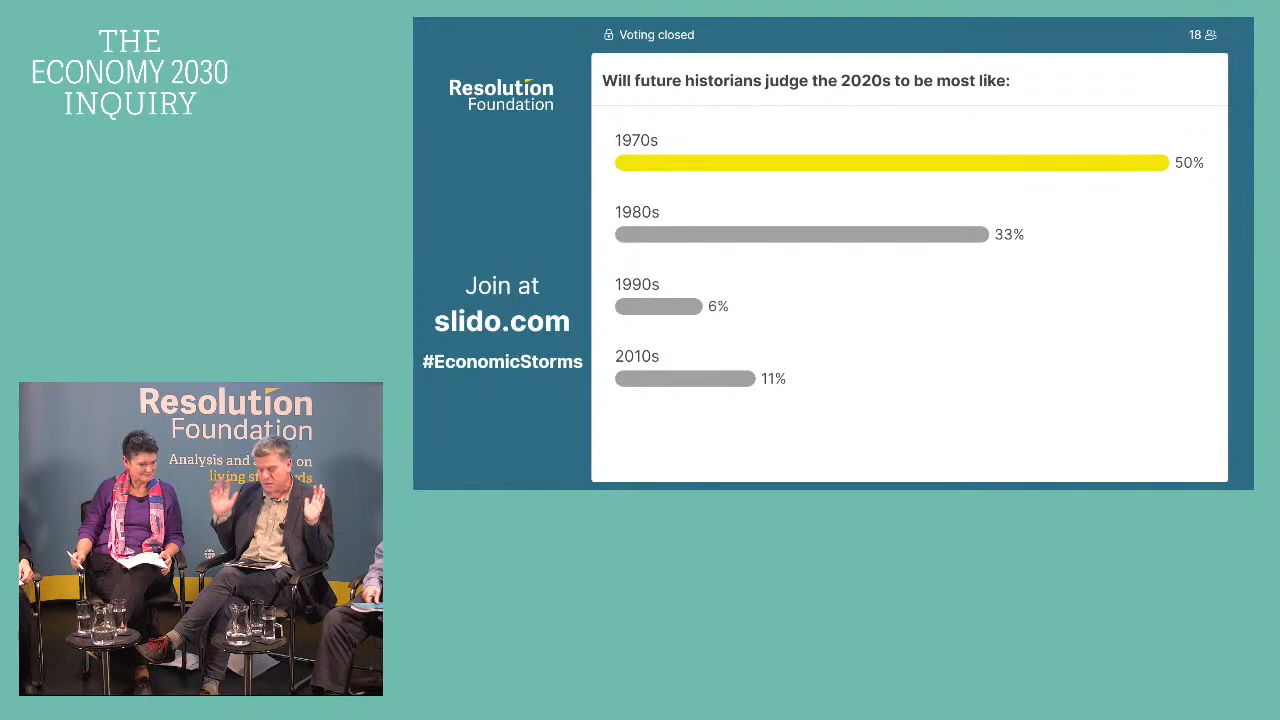 THE
ECONOMY 2030
INQUIRY
Voting closed
18
Resolution
Foundation
Will future historians judge the 2020s to be most like:
1970s
50%
1980s
33%
1990s
6%
2010s
11%
Join at
slido.com
#EconomicStorms
Resolution
Foundation
Analysis and on
living